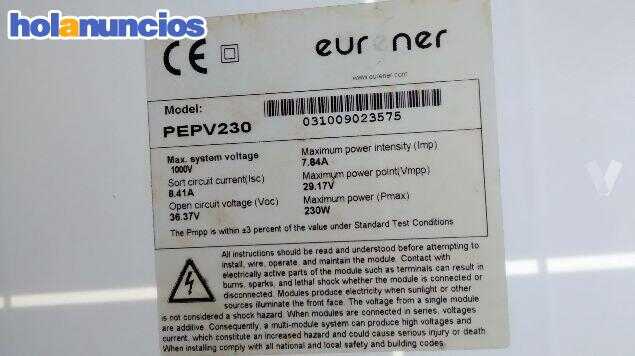 holanuncios
CE
eurener
www.eurener.com
Model:
PEPV230
031009023575
Max. system voltage
1000V
Sort circuit current(Isc)
8.41A
Open circuit voltage (Voc)
36.37V
Maximum power intensity (Imp)
7.84A
Maximum power point(Vmpp)
29.17V
Maximum power (Pmax)
230W
The Pmpp is within ±3 percent of the value under Standard Test Conditions
All instructions should be read and understood before attempting to
install, wire, operate, and maintain the module. Contact with
electrically active parts of the module such as terminals can result in
burns, sparks, and lethal shock whether the module is connected or
disconnected. Modules produce electricity when sunlight or other
sources illuminate the front face. The voltage from a single module
is not considered a shock hazard. When modules are connected in series, voltages
are additive. Consequently, a multi-module system can produce high voltages and
current, which constitute an increased hazard and could cause serious injury or death
When installing comply with all national and local safety and building codes.